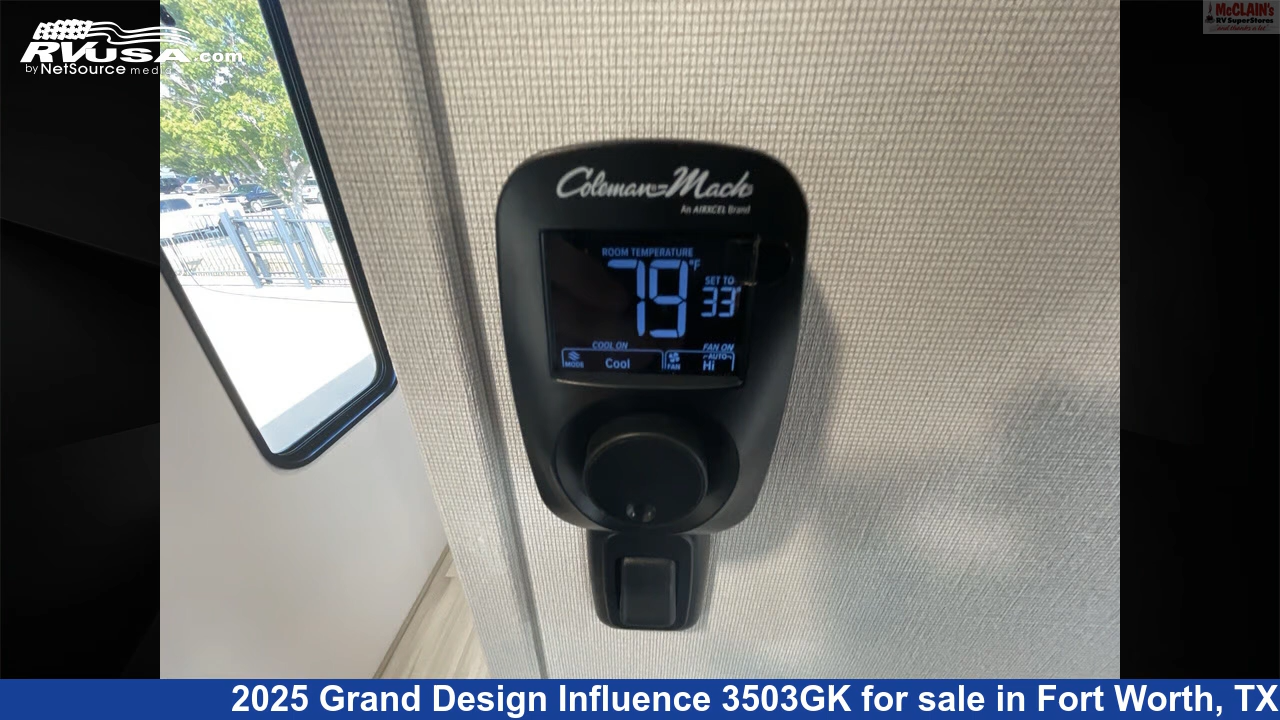 RVUSA.com
by NetSource media
McCLAIN's
RV SuperStores
Coleman-Mach
An AIRXCEL Brand
ROOM TEMPERATURE
79°F
SET TO
33°
COOL ON
FAN ON
MODE Cool
FAN AUTO Hi
2025 Grand Design Influence 3503GK for sale in Fort Worth, TX